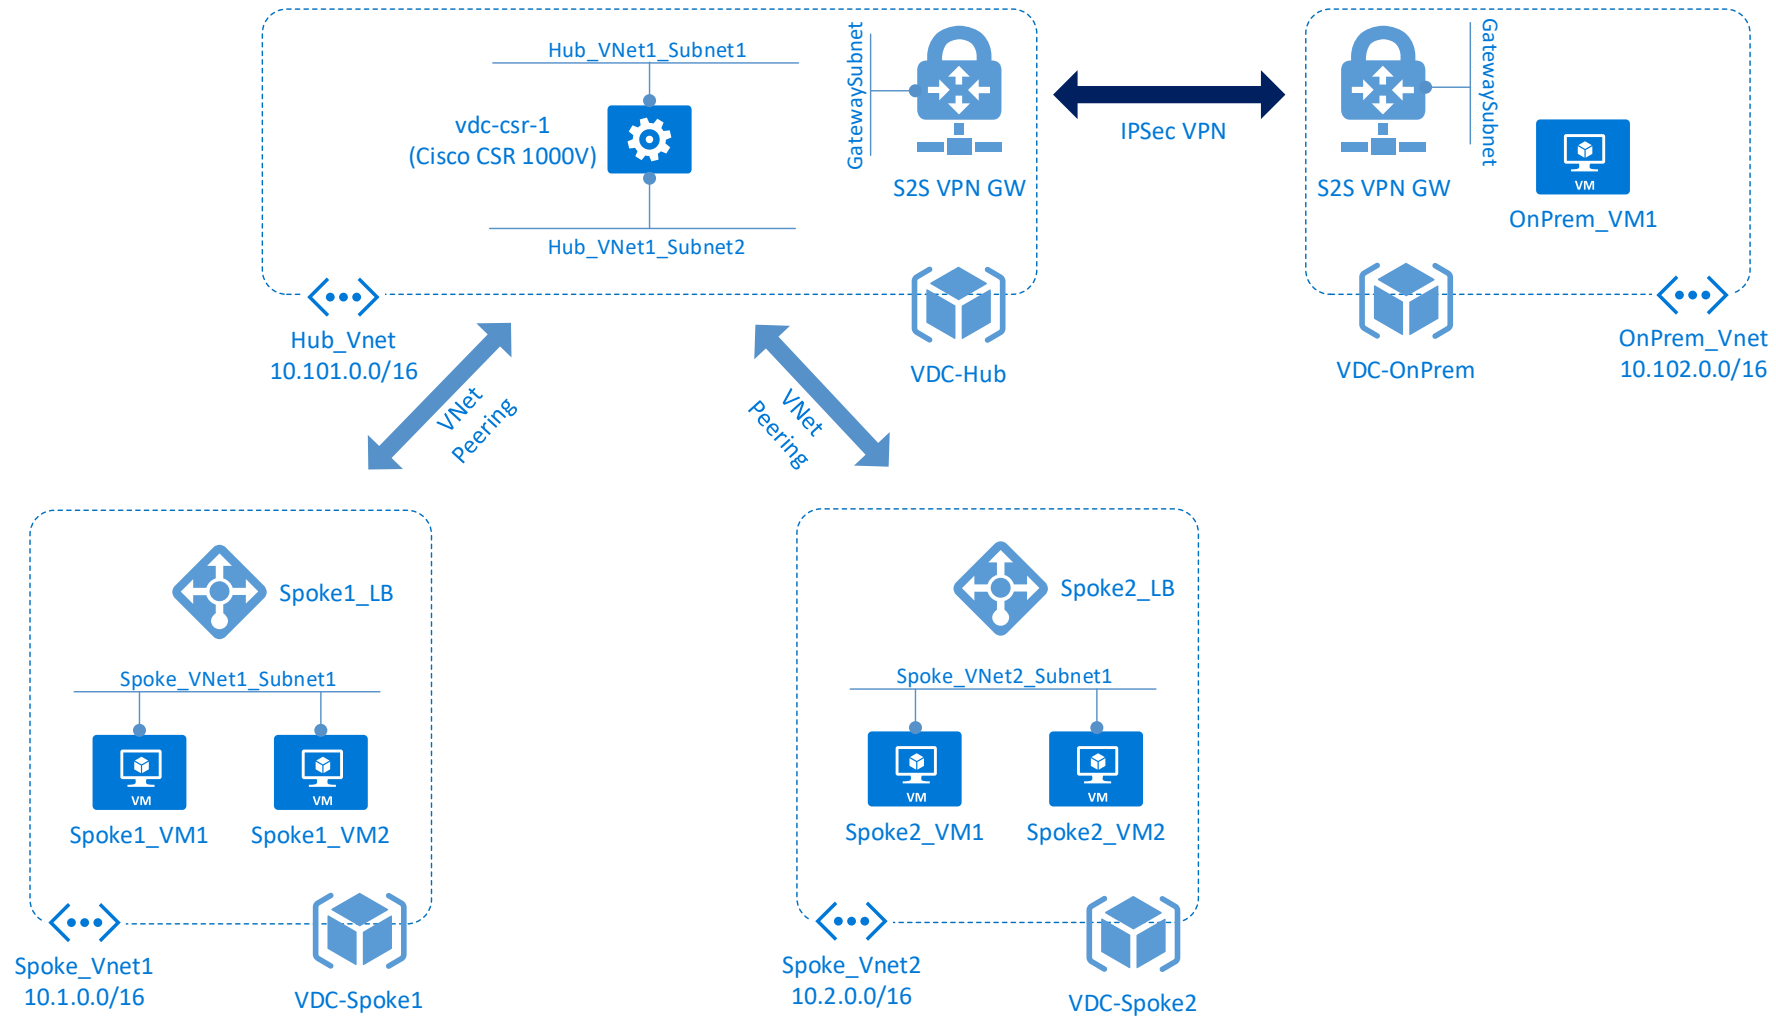 Hub_VNet1_Subnet1
vdc-csr-1
(Cisco CSR 1000V)
Hub_VNet1_Subnet2
GatewaySubnet
S2S VPN GW
Hub_Vnet
10.101.0.0/16
VDC-Hub
IPSec VPN
GatewaySubnet
S2S VPN GW
VM
OnPrem_VM1
VDC-OnPrem
OnPrem_Vnet
10.102.0.0/16
VNet
Peering
VNet
Peering
Spoke1_LB
Spoke_VNet1_Subnet1
VM
VM
Spoke1_VM1
Spoke1_VM2
Spoke_Vnet1
10.1.0.0/16
VDC-Spoke1
Spoke2_LB
Spoke_VNet2_Subnet1
VM
VM
Spoke2_VM1
Spoke2_VM2
Spoke_Vnet2
10.2.0.0/16
VDC-Spoke2